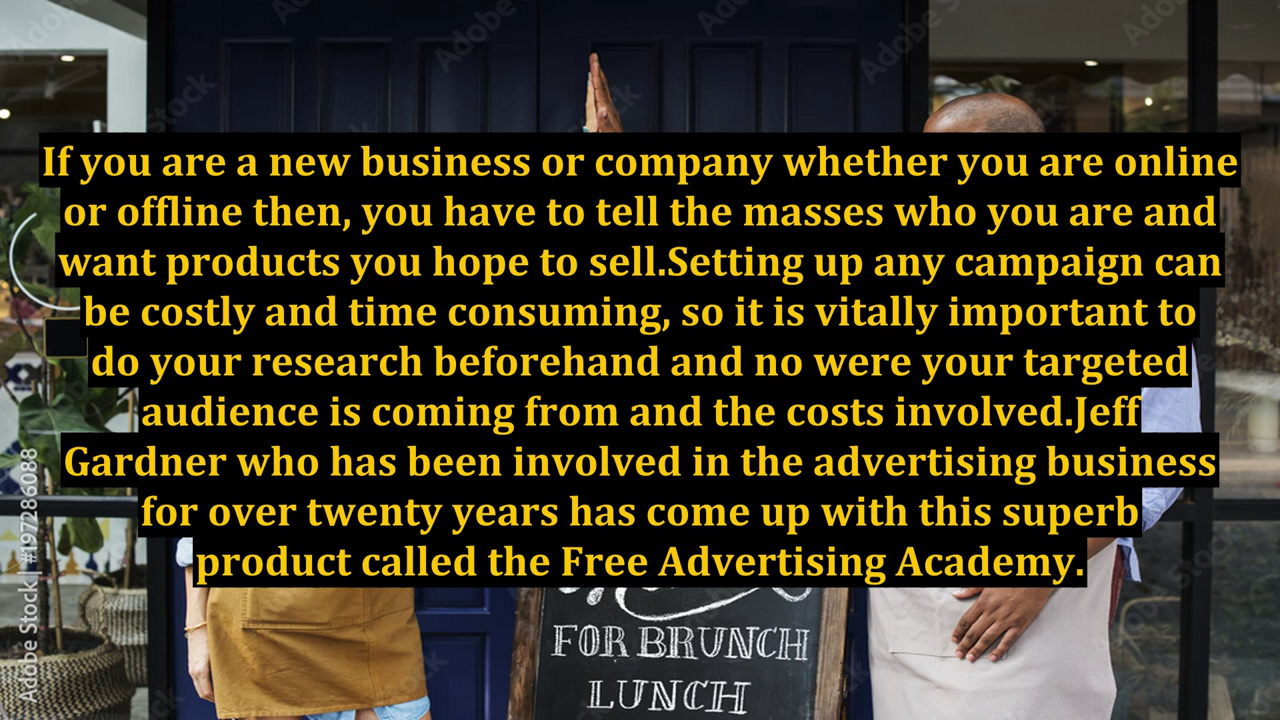 If you are a new business or company whether you are online
or offline then, you have to tell the masses who you are and
want products you hope to sell.Setting up any campaign can
be costly and time consuming, so it is vitally important to
do your research beforehand and no were your targeted
audience is coming from and the costs involved.Jeff
Gardner who has been involved in the advertising business
for over twenty years has come up with this superb
product called the Free Advertising Academy.
FOR BRUNCH
LUNCH
Adobe Stock | #197286088